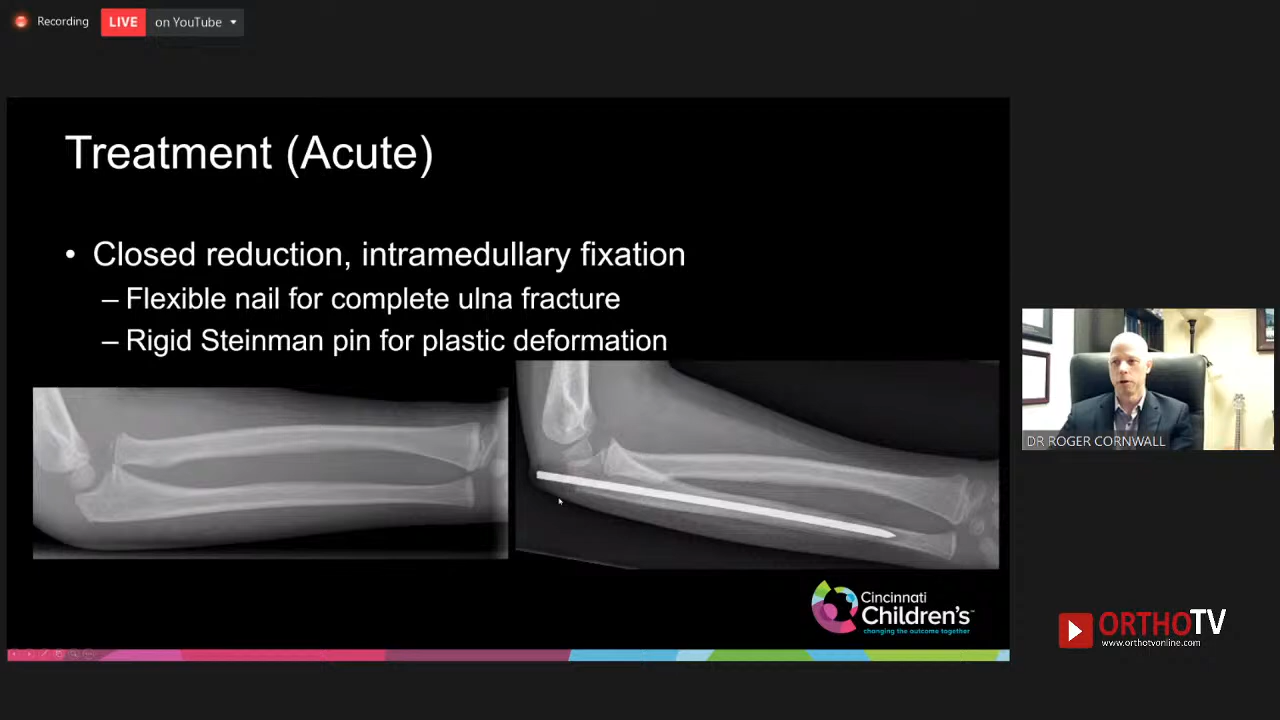 Recording
LIVE on YouTube
Treatment (Acute)
• Closed reduction, intramedullary fixation
– Flexible nail for complete ulna fracture
– Rigid Steinman pin for plastic deformation
DR ROGER CORNWALL
Cincinnati
Children's™
changing the outcome together
ORTHOTV
www.orthotvonline.com